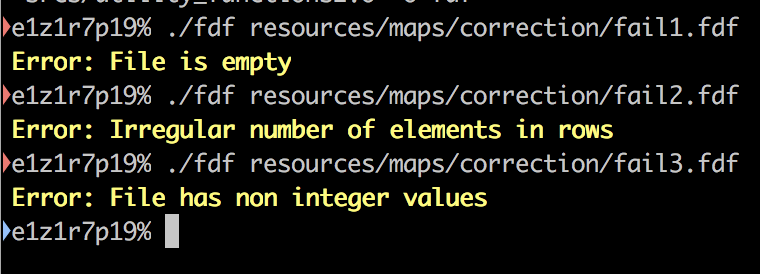 e1z1r7p19% ./fdf resources/maps/correction/fail1.fdf
Error: File is empty
e1z1r7p19% ./fdf resources/maps/correction/fail2.fdf
Error: Irregular number of elements in rows
e1z1r7p19% ./fdf resources/maps/correction/fail3.fdf
Error: File has non integer values
e1z1r7p19%